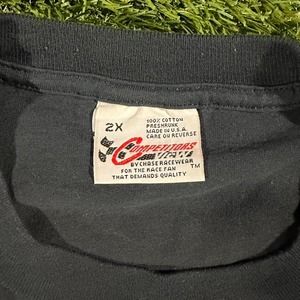 2X
100% COTTON
PRESHRUNK
MADE IN U.S.A.
CARE ON REVERSE
COMPETITORS
VIEW TM
BY CHASE RACEWEAR
FOR THE RACE FAN
THAT DEMANDS QUALITY